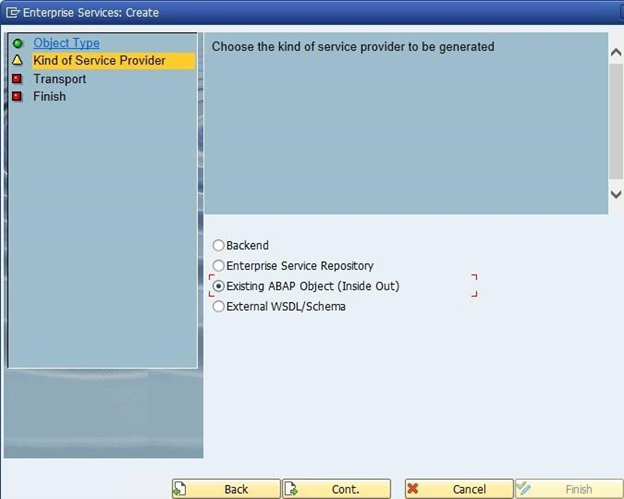 Enterprise Services: Create
Object Type
Kind of Service Provider
Transport
Finish
Choose the kind of service provider to be generated
Backend
Enterprise Service Repository
Existing ABAP Object (Inside Out)
External WSDL/Schema
Back
Cont.
Cancel
Finish